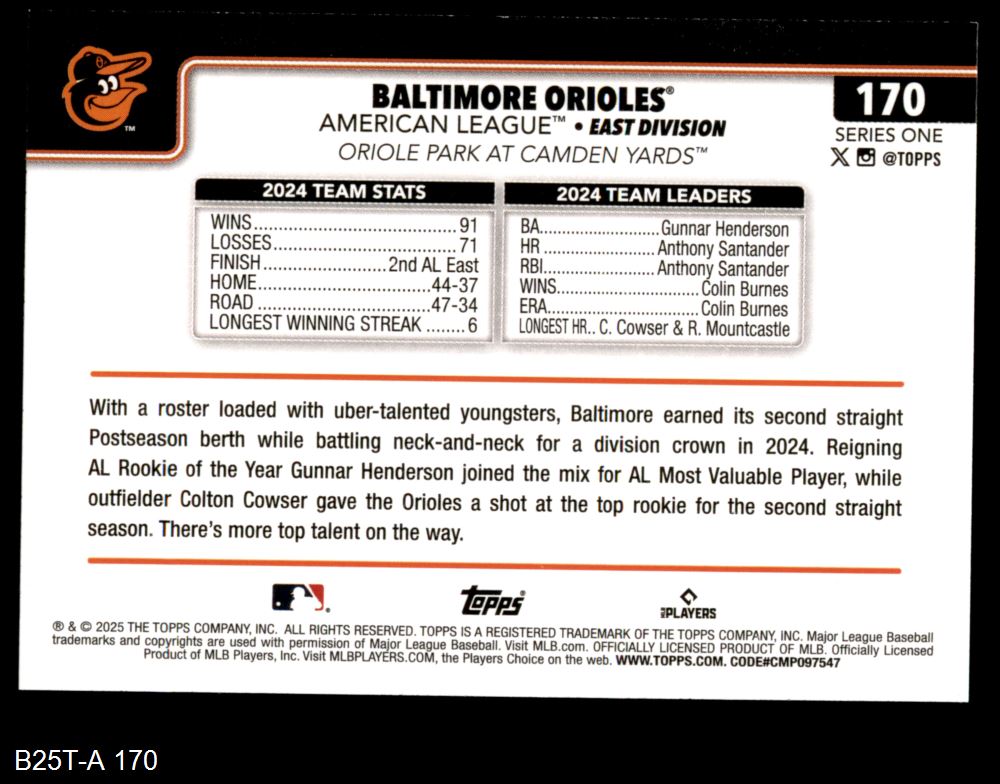 BALTIMORE ORIOLES®
170
AMERICAN LEAGUE™ • EAST DIVISION
SERIES ONE
ORIOLE PARK AT CAMDEN YARDS™
@TOPPS
TM
2024 TEAM STATS
WINS..........91
LOSSES..........71
FINISH..........2nd AL East
HOME..........44-37
ROAD..........47-34
LONGEST WINNING STREAK ........6
2024 TEAM LEADERS
BA..........Gunnar Henderson
HR..........Anthony Santander
RBI..........Anthony Santander
WINS..........Colin Burnes
ERA..........Colin Burnes
LONGEST HR.. C. Cowser & R. Mountcastle
With a roster loaded with uber-talented youngsters, Baltimore earned its second straight
Postseason berth while battling neck-and-neck for a division crown in 2024. Reigning
AL Rookie of the Year Gunnar Henderson joined the mix for AL Most Valuable Player, while
outfielder Colton Cowser gave the Orioles a shot at the top rookie for the second straight
season. There's more top talent on the way.
Topps®
MLB PLAYERS
® & © 2025 THE TOPPS COMPANY, INC. ALL RIGHTS RESERVED. TOPPS IS A REGISTERED TRADEMARK OF THE TOPPS COMPANY, INC. Major League Baseball
trademarks and copyrights are used with permission of Major League Baseball. Visit MLB.com. OFFICIALLY LICENSED PRODUCT OF MLB. Officially Licensed
Product of MLB Players, Inc. Visit MLBPLAYERS.COM, the Players Choice on the web. WWW.TOPPS.COM. CODE#CMP097547
B25T-A 170